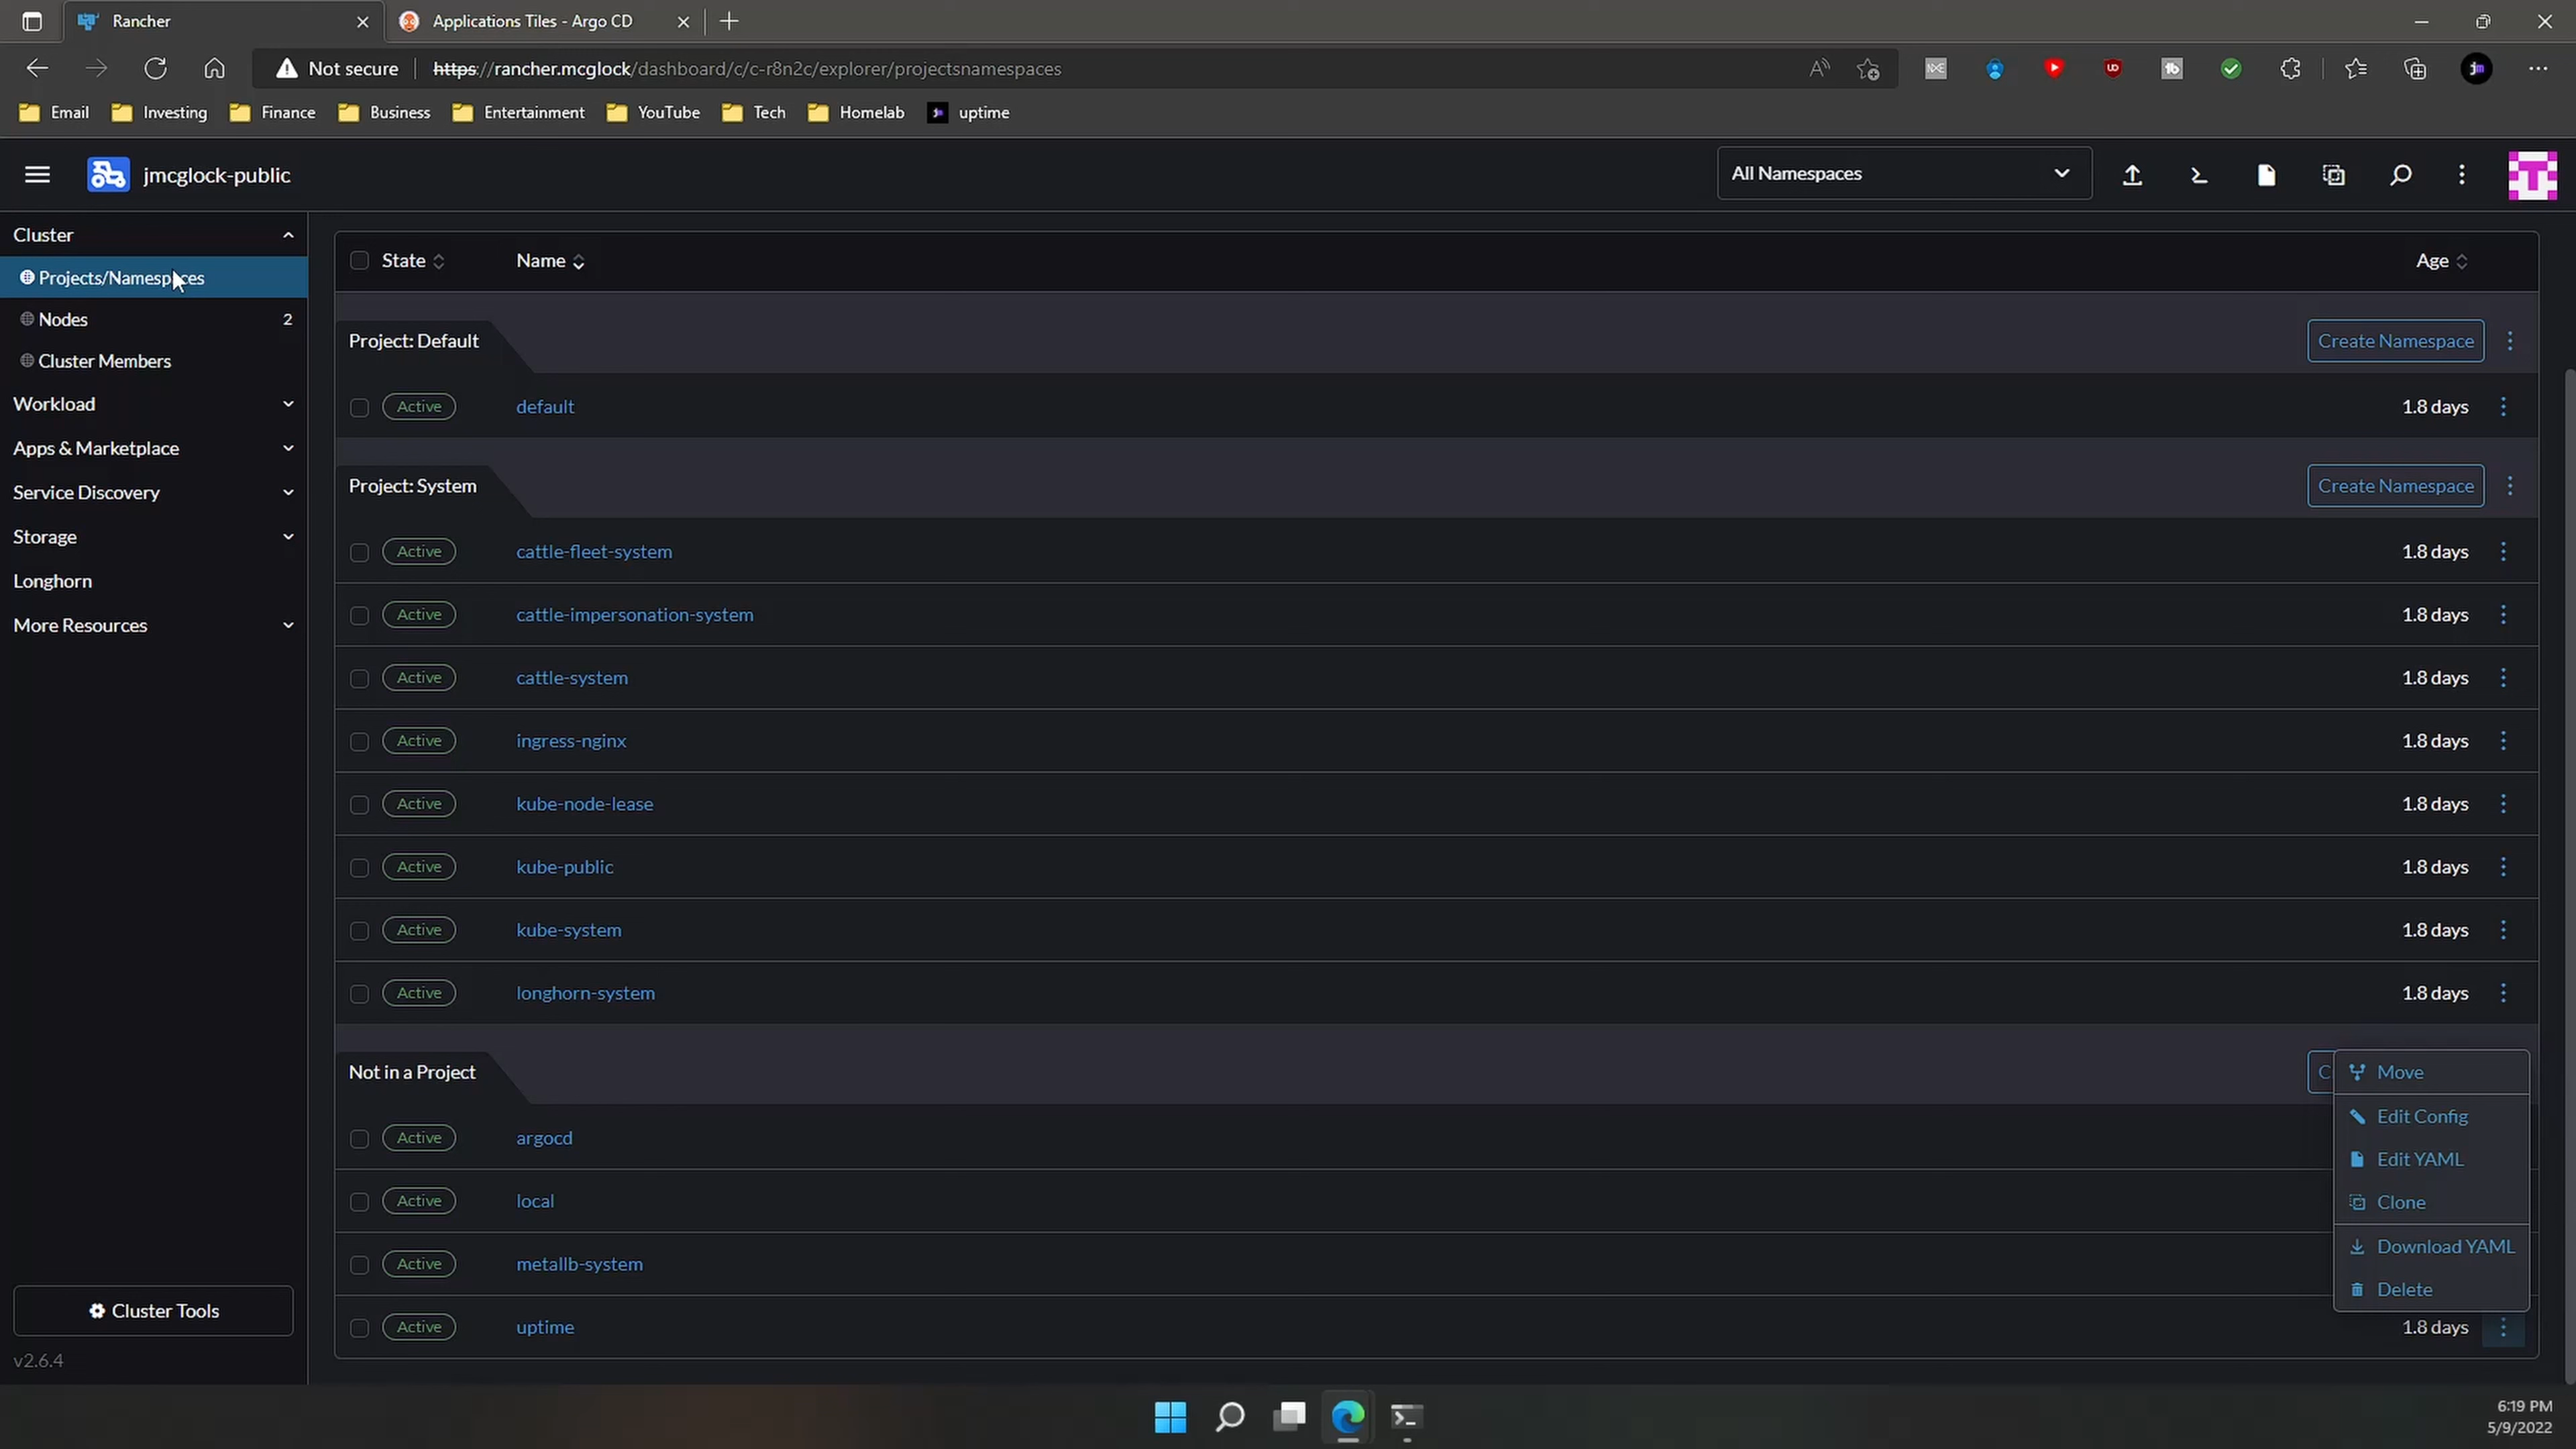 Rancher
Applications Tiles - Argo CD
Not secure
https://rancher.mcglock/dashboard/c/c-r8n2c/explorer/projectsnamespaces
Email
Investing
Finance
Business
Entertainment
YouTube
Tech
Homelab
uptime
jmcglock-public
All Namespaces
Cluster
Projects/Namespaces
Nodes 2
Cluster Members
Workload
Apps & Marketplace
Service Discovery
Storage
Longhorn
More Resources
Cluster Tools
v2.6.4
State Name Age
Project: Default Create Namespace
Active default 1.8 days
Project: System Create Namespace
Active cattle-fleet-system 1.8 days
Active cattle-impersonation-system 1.8 days
Active cattle-system 1.8 days
Active ingress-nginx 1.8 days
Active kube-node-lease 1.8 days
Active kube-public 1.8 days
Active kube-system 1.8 days
Active longhorn-system 1.8 days
Not in a Project C
Active argocd
Active local
Active metallb-system
Active uptime 1.8 days
Move
Edit Config
Edit YAML
Clone
Download YAML
Delete
6:19 PM
5/9/2022